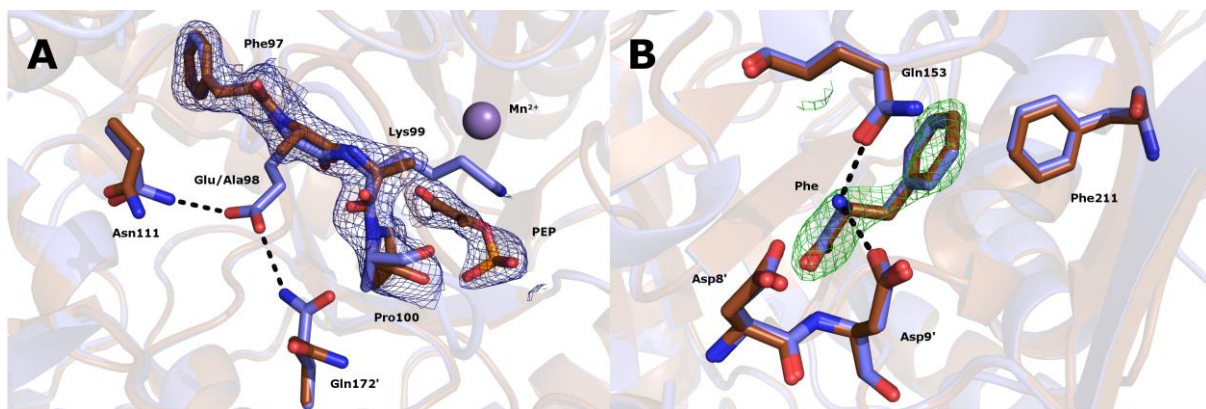 A
Phe97
Mn²⁺
Lys99
Glu/Ala98
Asn111
PEP
Pro100
Gln172'
B
Gln153
Phe
Phe211
Asp8'
Asp9'